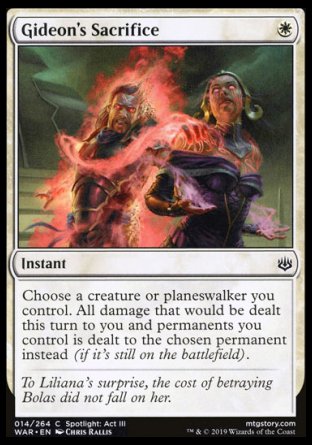 Gideon's Sacrifice
Instant
Choose a creature or planeswalker you
control. All damage that would be dealt
this turn to you and permanents you
control is dealt to the chosen permanent
instead (if it's still on the battlefield).
To Liliana's surprise, the cost of betraying
Bolas did not fall on her.
014/264 C Spotlight: Act III
mtgstory.com
WAR • EN Chris Rallis
™ & © 2019 Wizards of the Coast